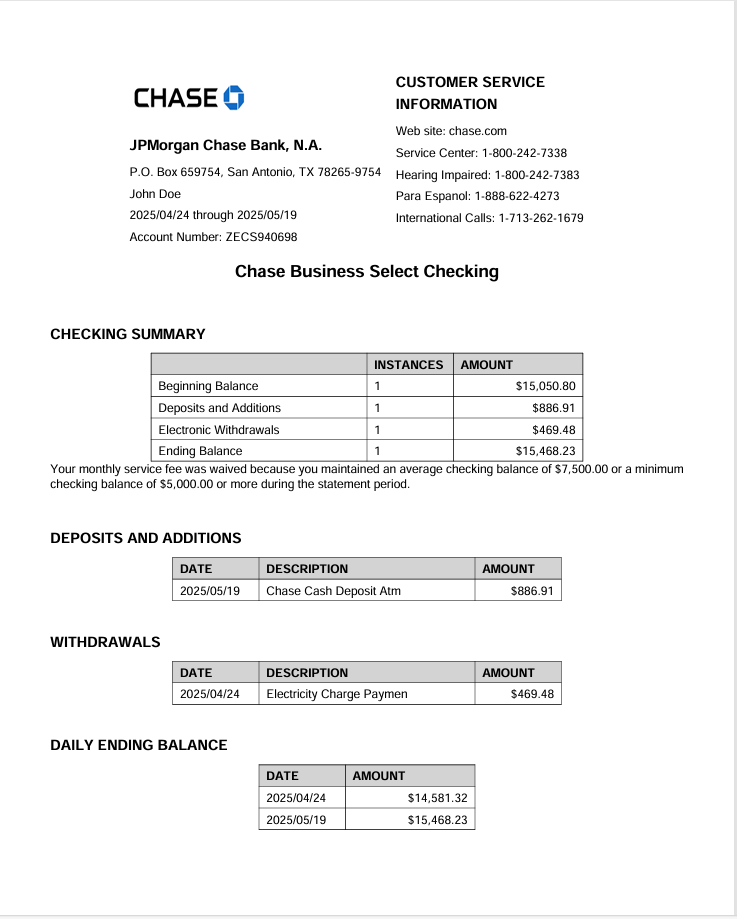 CHASE
JPMorgan Chase Bank, N.A.
P.O. Box 659754, San Antonio, TX 78265-9754
John Doe
2025/04/24 through 2025/05/19
Account Number: ZECS940698
CUSTOMER SERVICE
INFORMATION
Web site: chase.com
Service Center: 1-800-242-7338
Hearing Impaired: 1-800-242-7383
Para Espanol: 1-888-622-4273
International Calls: 1-713-262-1679
Chase Business Select Checking
CHECKING SUMMARY
INSTANCES AMOUNT
Beginning Balance 1 $15,050.80
Deposits and Additions 1 $886.91
Electronic Withdrawals 1 $469.48
Ending Balance 1 $15,468.23
Your monthly service fee was waived because you maintained an average checking balance of $7,500.00 or a minimum
checking balance of $5,000.00 or more during the statement period.
DEPOSITS AND ADDITIONS
DATE DESCRIPTION AMOUNT
2025/05/19 Chase Cash Deposit Atm $886.91
WITHDRAWALS
DATE DESCRIPTION AMOUNT
2025/04/24 Electricity Charge Paymen $469.48
DAILY ENDING BALANCE
DATE AMOUNT
2025/04/24 $14,581.32
2025/05/19 $15,468.23